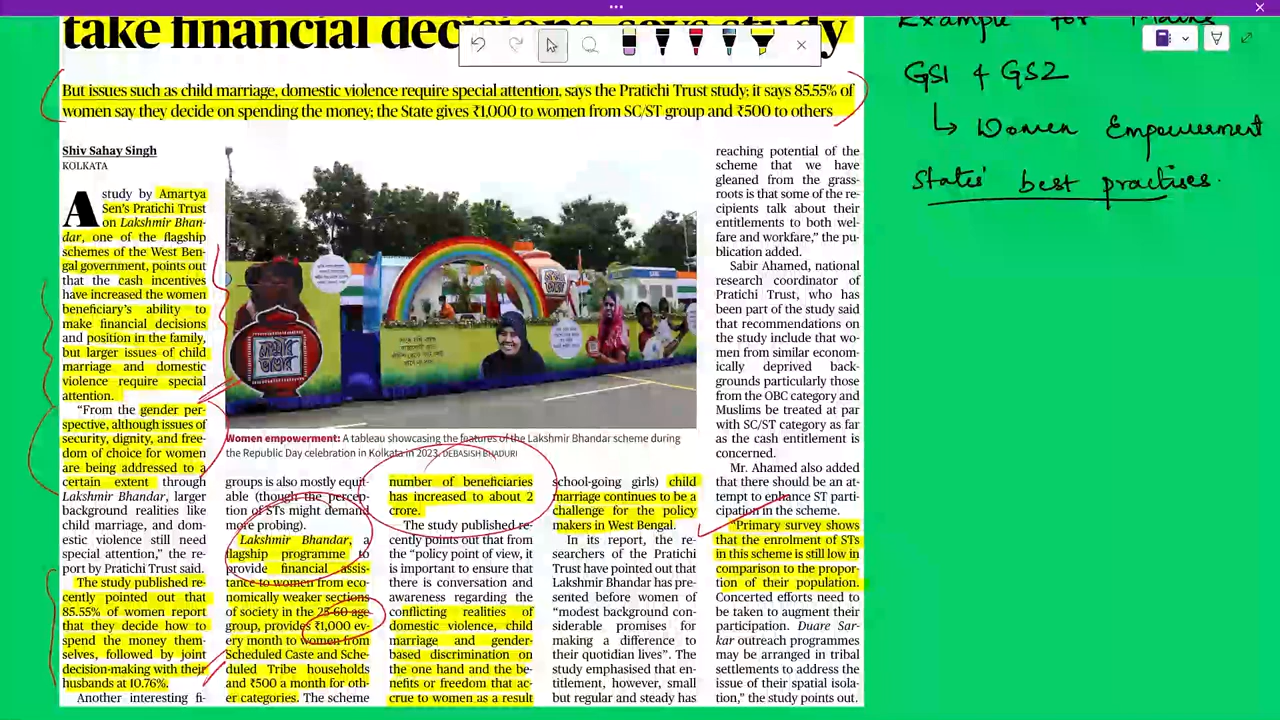 take financial decisions, says study
But issues such as child marriage, domestic violence require special attention, says the Pratichi Trust study; it says 85.55% of
women say they decide on spending the money; the State gives ₹1,000 to women from SC/ST group and ₹500 to others
Shiv Sahay Singh
KOLKATA
A study by Amartya
Sen's Pratichi Trust
on Lakshmir Bhan-
dar, one of the flagship
schemes of the West Ben-
gal government, points out
that the cash incentives
have increased the women
beneficiary's ability to
make financial decisions
and position in the family,
but larger issues of child
marriage and domestic
violence require special
attention.
"From the gender per-
spective, although issues of
security, dignity, and free-
dom of choice for women
are being addressed to a
certain extent through
Lakshmir Bhandar, larger
background realities like
child marriage, and dom-
estic violence still need
special attention," the re-
port by Pratichi Trust said.
The study published re-
cently pointed out that
85.55% of women report
that they decide how to
spend the money them-
selves, followed by joint
decision-making with their
husbands at 10.76%.
Another interesting fi-
Women empowerment: A tableau showcasing the features of the Lakshmir Bhandar scheme during
the Republic Day celebration in Kolkata in 2023. DEBASISH BHADURI
groups is also mostly equit-
able (though the percep-
tion of STs might demand
more probing).
Lakshmir Bhandar, a
flagship programme to
provide financial assis-
tance to women from eco-
nomically weaker sections
of society in the 25-60 age
group, provides ₹1,000 ev-
ery month to women from
Scheduled Caste and Sche-
duled Tribe households
and ₹500 a month for oth-
er categories. The scheme
number of beneficiaries
has increased to about 2
crore.
The study published re-
cently points out that from
the "policy point of view, it
is important to ensure that
there is conversation and
awareness regarding the
conflicting realities of
domestic violence, child
marriage and gender-
based discrimination on
the one hand and the be-
nefits or freedom that ac-
crue to women as a result
school-going girls) child
marriage continues to be a
challenge for the policy
makers in West Bengal.
In its report, the re-
searchers of the Pratichi
Trust have pointed out that
Lakshmir Bhandar has pre-
sented before women of
"modest background con-
siderable promises for
making a difference to
their quotidian lives". The
study emphasised that en-
titlement, however, small
but regular and steady has
reaching potential of the
scheme that we have
gleaned from the grass-
roots is that some of the re-
cipients talk about their
entitlements to both wel-
fare and workfare," the pu-
blication added.
Sabir Ahamed, national
research coordinator of
Pratichi Trust, who has
been part of the study said
that recommendations on
the study include that wo-
men from similar econom-
ically deprived back-
grounds particularly those
from the OBC category and
Muslims be treated at par
with SC/ST category as far
as the cash entitlement is
concerned.
Mr. Ahamed also added
that there should be an at-
tempt to enhance ST parti-
cipation in the scheme.
"Primary survey shows
that the enrolment of STs
in this scheme is still low in
comparison to the propor-
tion of their population.
Concerted efforts need to
be taken to augment their
participation. Duare Sar-
kar outreach programmes
may be arranged in tribal
settlements to address the
issue of their spatial isola-
tion," the study points out.
Example for Mains
GS1 + GS2
↳ Women Empowerment
States' best practises.